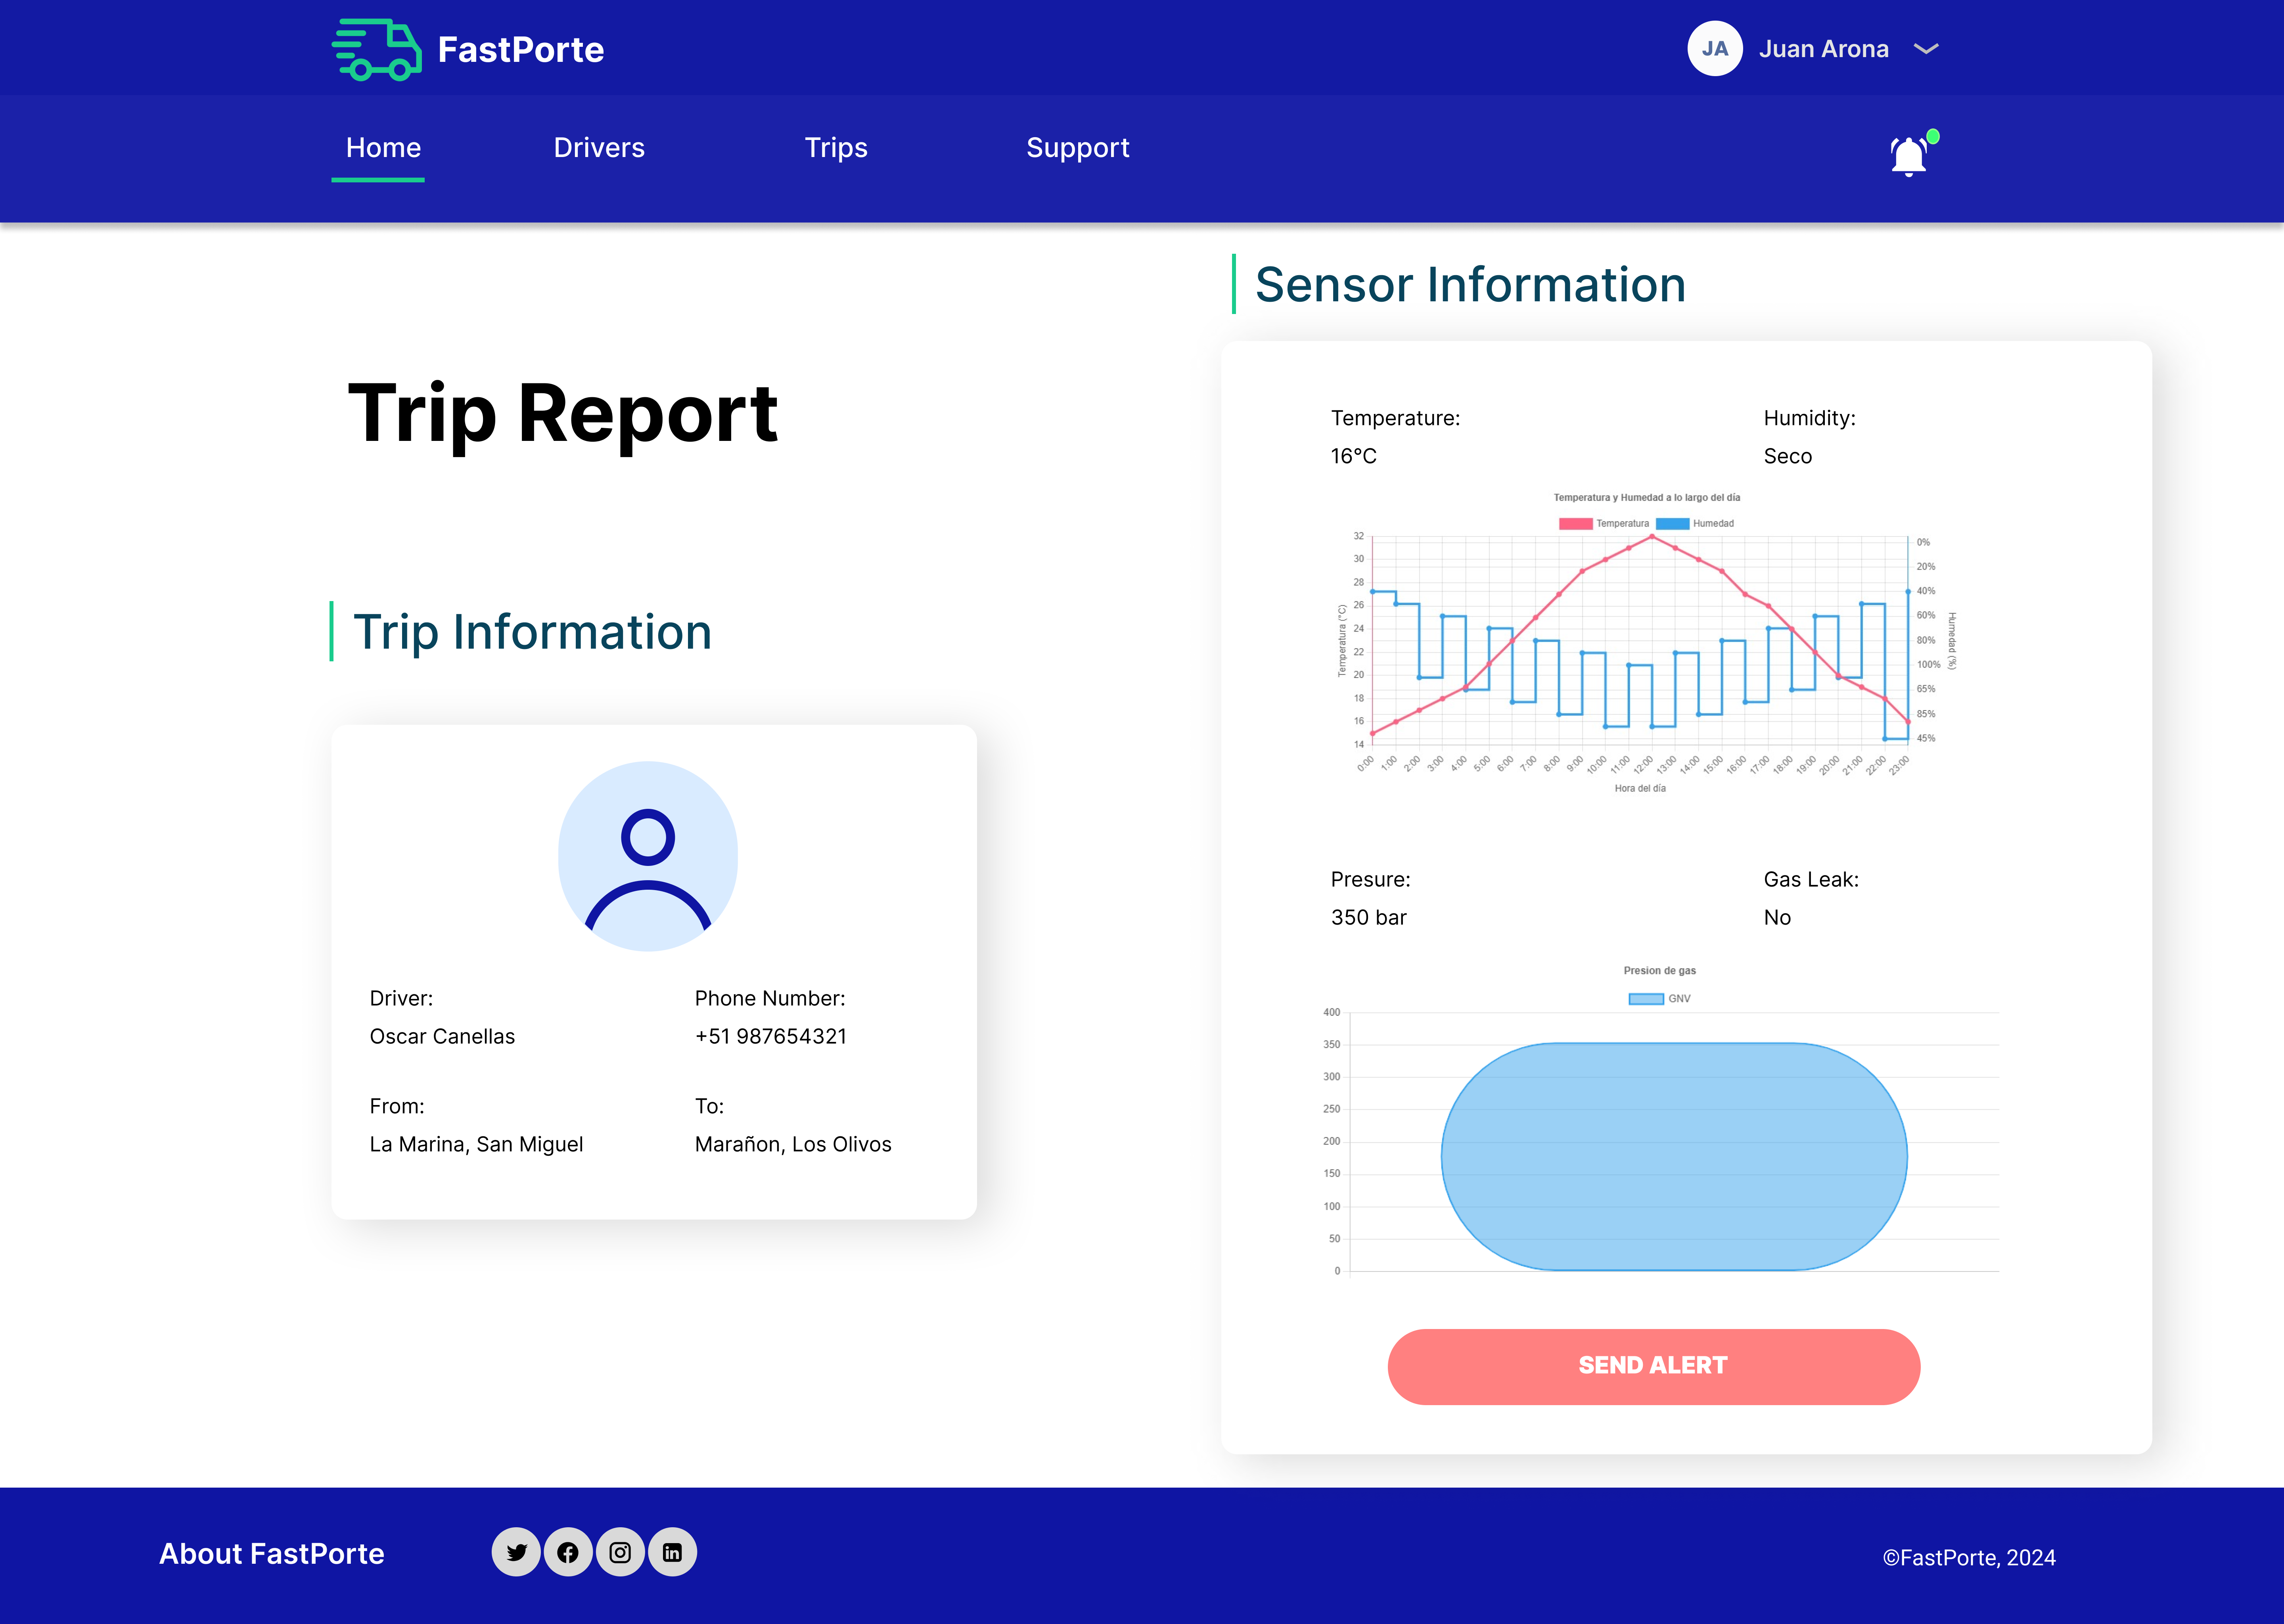 FastPorte
JA Juan Arona
Home Drivers Trips Support
Sensor Information
Trip Report
Temperature: Humidity:
16°C Seco
Temperatura y Humedad a lo largo del día
Temperatura Humedad
32
30
28
26
24
22
20
18
16
14
Temperatura (°C)
0%
20%
40%
60%
80%
100%
65%
85%
45%
Humedad (%)
0:00 1:00 2:00 3:00 4:00 5:00 6:00 7:00 8:00 9:00 10:00 11:00 12:00 13:00 14:00 15:00 16:00 17:00 18:00 19:00 20:00 21:00 22:00 23:00
Hora del día
Trip Information
Driver: Phone Number:
Oscar Canellas +51 987654321
From: To:
La Marina, San Miguel Marañon, Los Olivos
Presure: Gas Leak:
350 bar No
Presion de gas
GNV
400
350
300
250
200
150
100
50
0
SEND ALERT
About FastPorte
©FastPorte, 2024